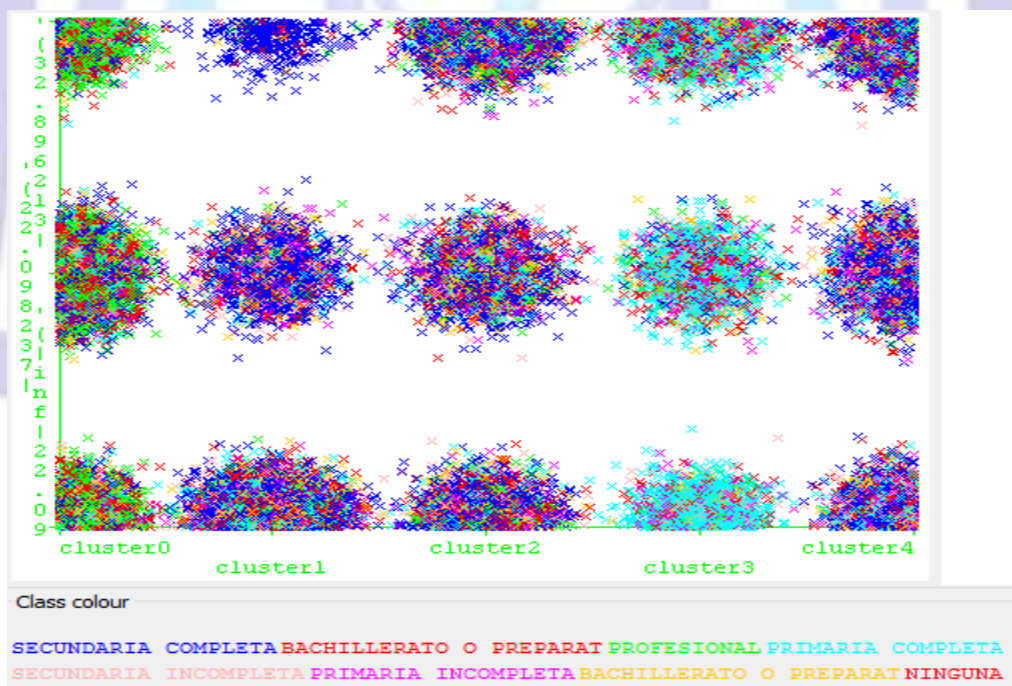 cluster0 cluster2 cluster4
cluster1 cluster3
Class colour
SECUNDARIA COMPLETA BACHILLERATO O PREPARAT PROFESIONAL PRIMARIA COMPLETA
SECUNDARIA INCOMPLETA PRIMARIA INCOMPLETA BACHILLERATO O PREPARAT NINGUNA